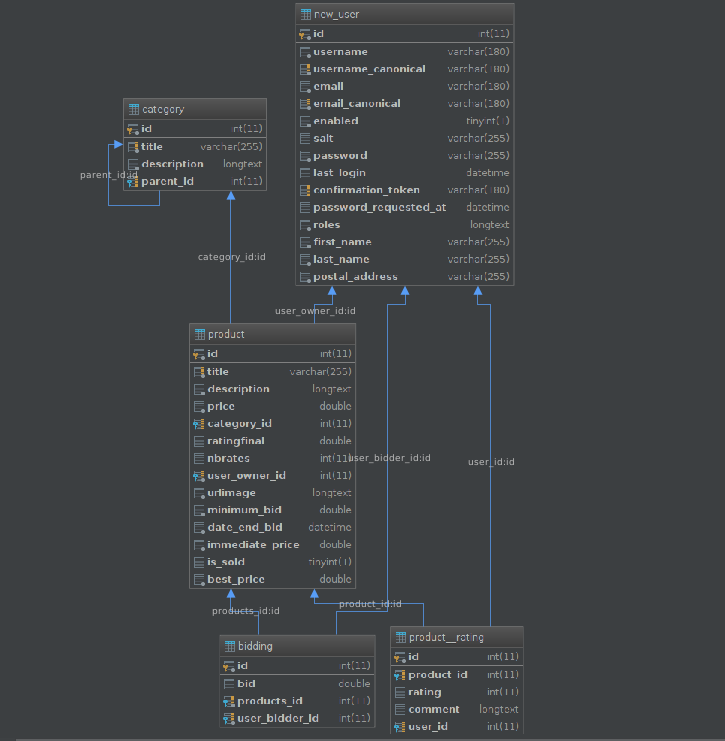 new_user
id int(11)
username varchar(180)
username_canonical varchar(180)
email varchar(180)
email_canonical varchar(180)
enabled tinyint(1)
salt varchar(255)
password varchar(255)
last_login datetime
confirmation_token varchar(180)
password_requested_at datetime
roles longtext
first_name varchar(255)
last_name varchar(255)
postal_address varchar(255)
category
id int(11)
title varchar(255)
description longtext
parent_id int(11)
parent_id:id
category_id:id
user_owner_id:id
product
id int(11)
title varchar(255)
description longtext
price double
category_id int(11)
ratingfinal double
nbrates int(11)
user_owner_id int(11)
urlimage longtext
minimum_bid double
date_end_bid datetime
immediate_price double
is_sold tinyint(1)
best_price double
user_bidder_id:id
user_id:id
products_id:id
product_id:id
bidding
id int(11)
bid double
products_id int(11)
user_bidder_id int(11)
product__rating
id int(11)
product_id int(11)
rating int(11)
comment longtext
user_id int(11)